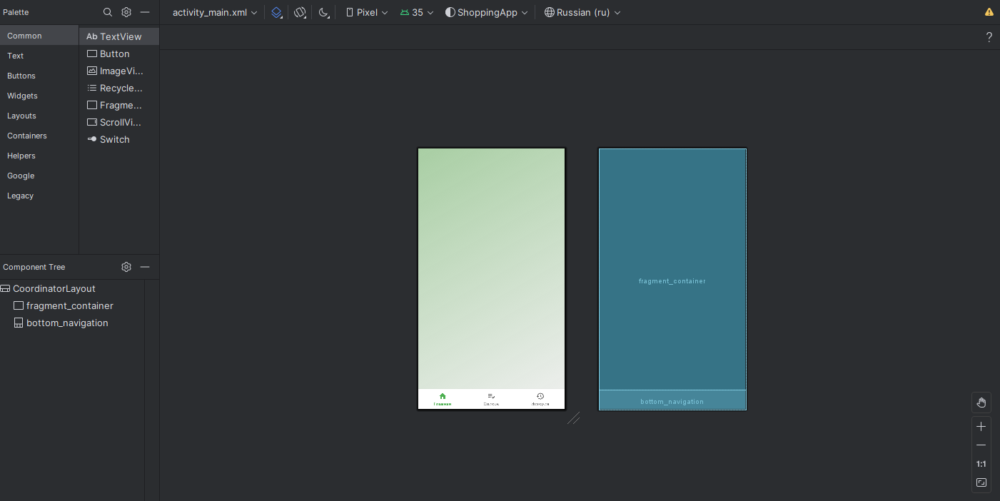 Palette
activity_main.xml
Pixel
35
ShoppingApp
Russian (ru)
?
Common
Text
Buttons
Widgets
Layouts
Containers
Helpers
Google
Legacy
Ab TextView
Button
ImageVi...
Recycle...
Fragme...
ScrollVi...
Switch
Component Tree
CoordinatorLayout
fragment_container
bottom_navigation
Главная
Список
История
fragment_container
bottom_navigation
1:1